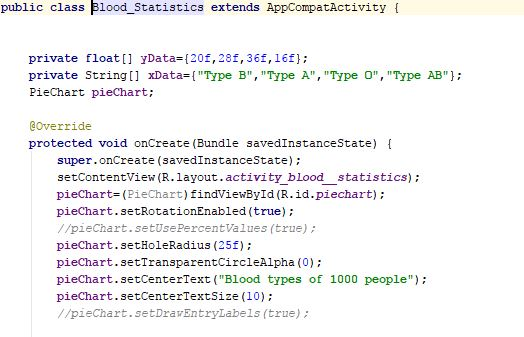 public class Blood_Statistics extends AppCompatActivity {
private float[] yData={20f,28f,36f,16f};
private String[] xData={"Type B","Type A","Type O","Type AB"};
PieChart pieChart;
@Override
protected void onCreate(Bundle savedInstanceState) {
super.onCreate(savedInstanceState);
setContentView(R.layout.activity_blood__statistics);
pieChart=(PieChart)findViewById(R.id.piechart);
pieChart.setRotationEnabled(true);
//pieChart.setUsePercentValues(true);
pieChart.setHoleRadius(25f);
pieChart.setTransparentCircleAlpha(0);
pieChart.setCenterText("Blood types of 1000 people");
pieChart.setCenterTextSize(10);
//pieChart.setDrawEntryLabels(true);